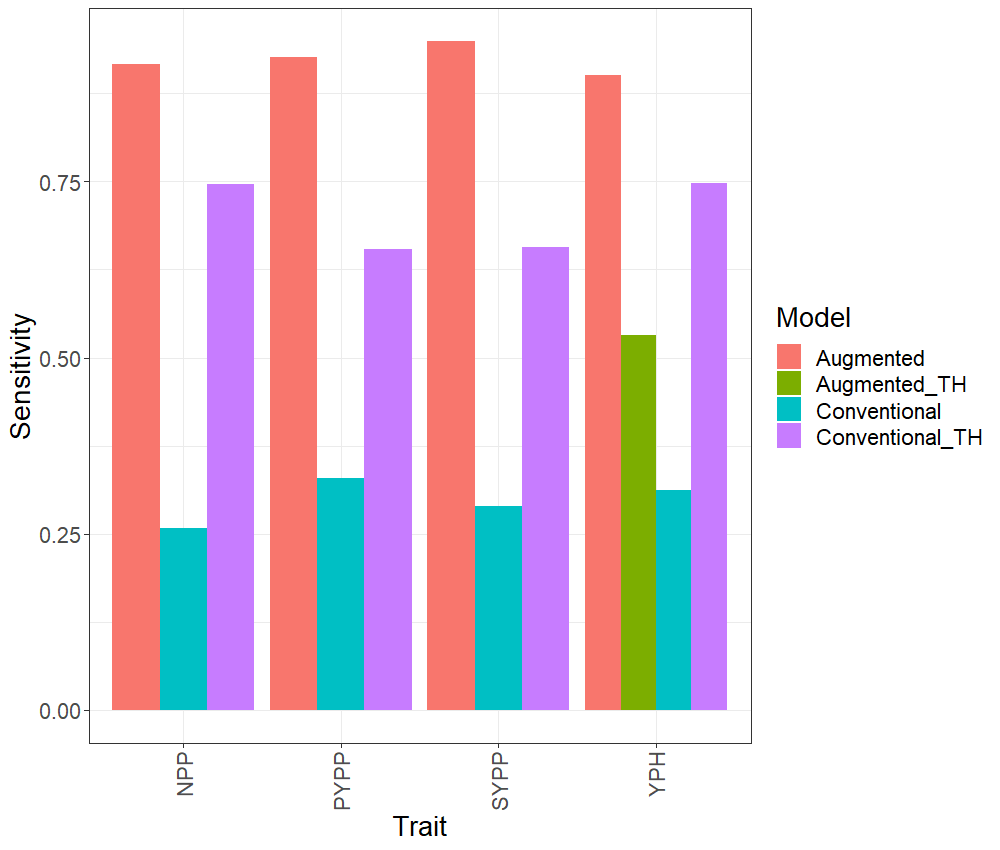 Sensitivity
0.75
0.50
0.25
0.00
NPP
PYPP
SYPP
YPH
Trait
Model
Augmented
Augmented_TH
Conventional
Conventional_TH